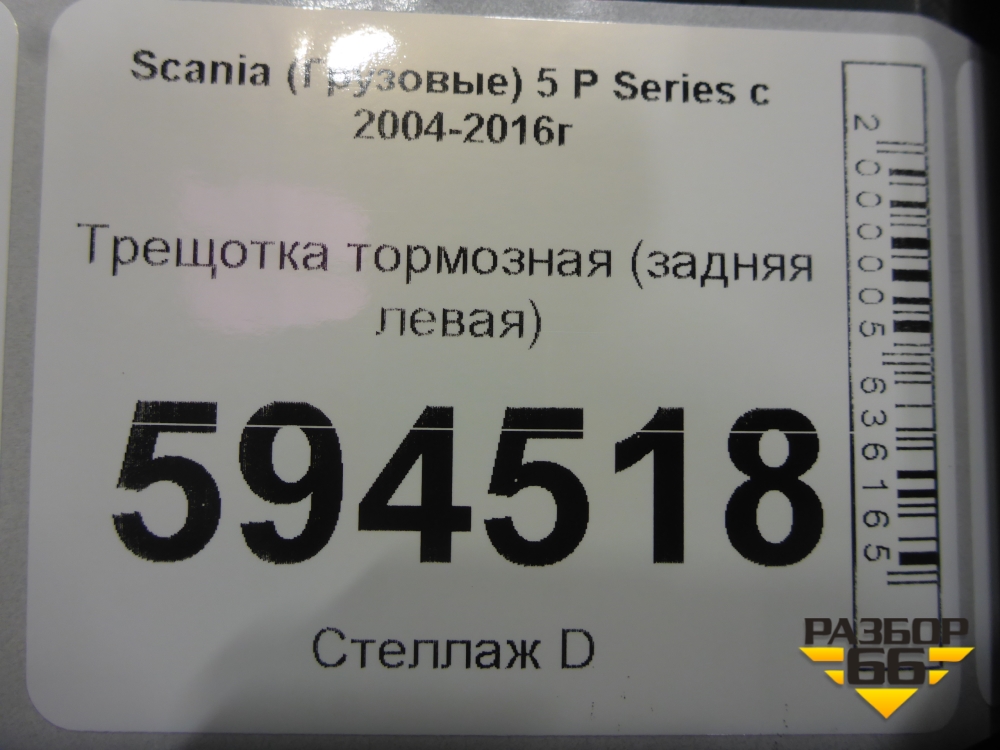 Scania (Грузовые) 5 P Series с
2004-2016г
Трещотка тормозная (задняя
левая)
594518
Стеллаж D
2000005636165
РАЗБОР
66